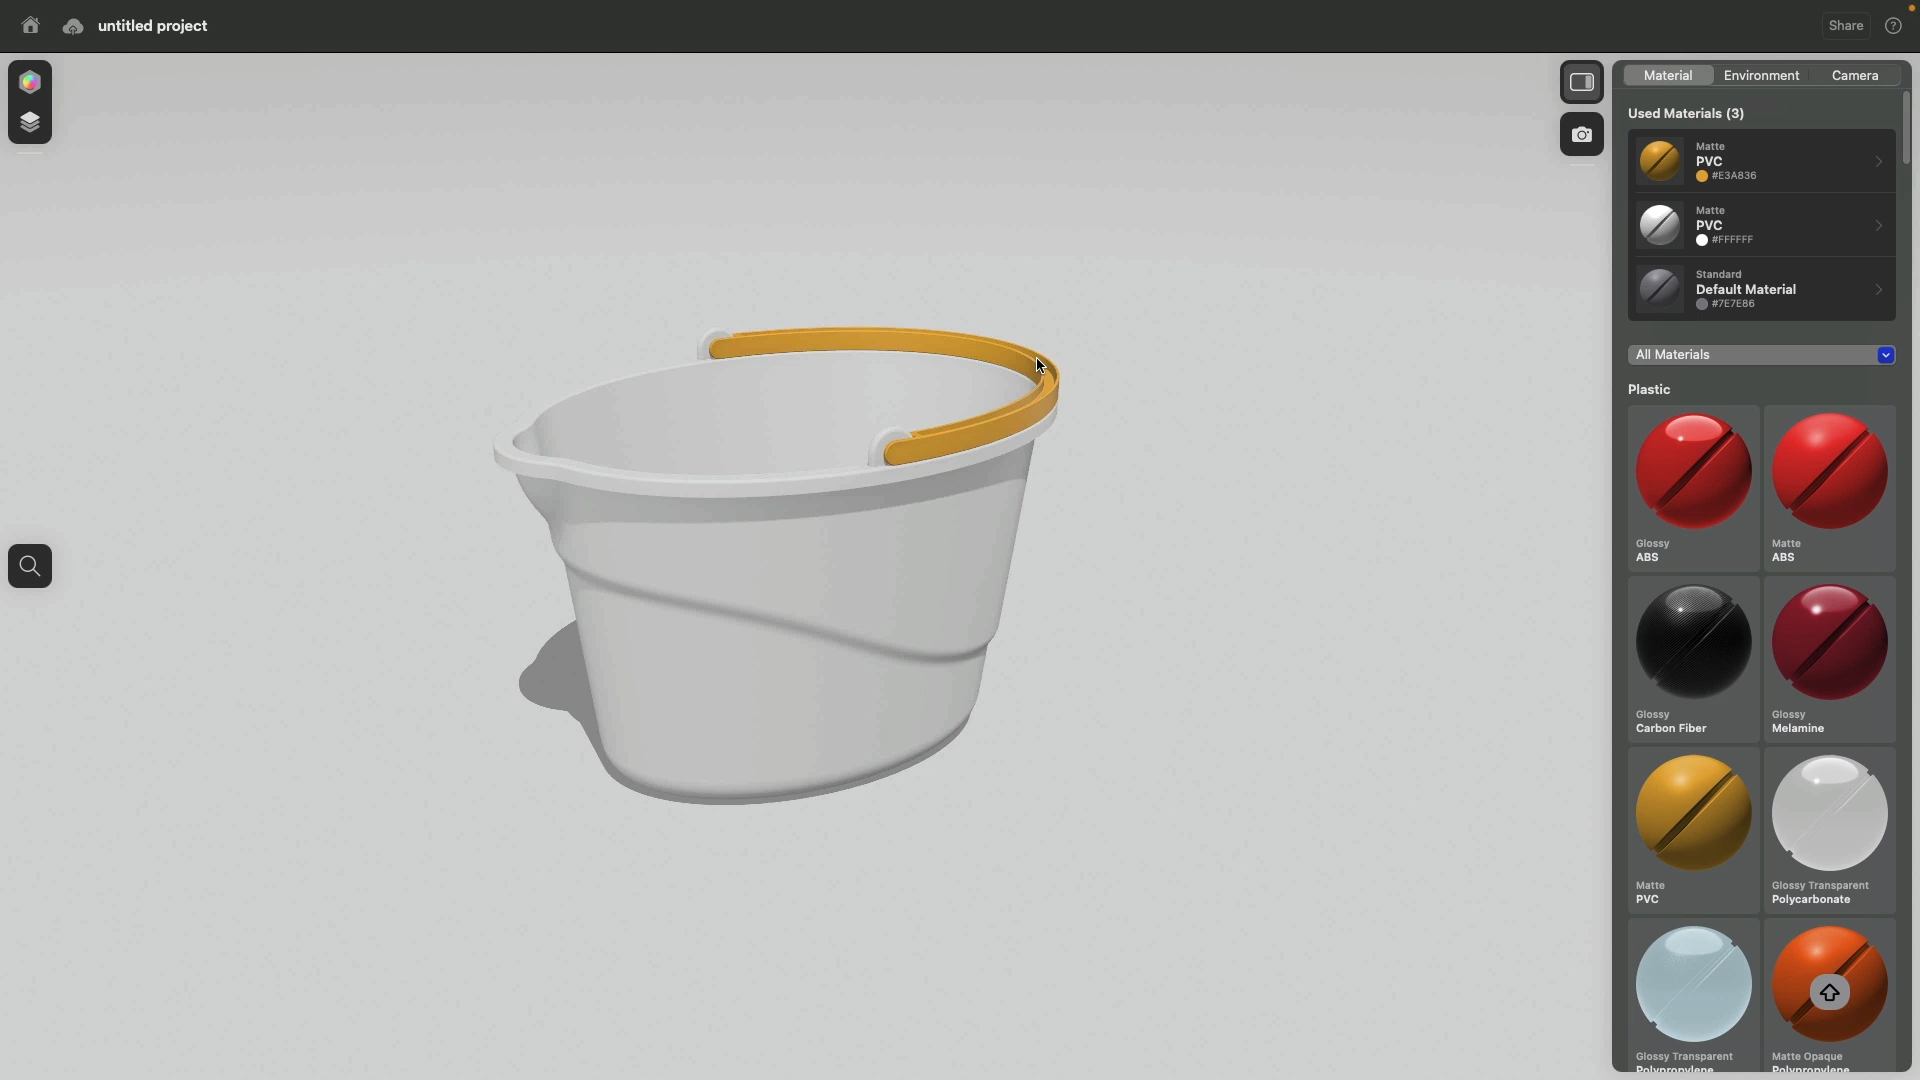 untitled project
Share
Material
Environment
Camera
Used Materials (3)
Matte
PVC
#E3A836
Matte
PVC
#FFFFFF
Standard
Default Material
#7E7E86
All Materials
Plastic
Glossy
ABS
Matte
ABS
Glossy
Carbon Fiber
Glossy
Melamine
Matte
PVC
Glossy Transparent
Polycarbonate
Glossy Transparent
Polypropylene
Matte Opaque
Polypropylene